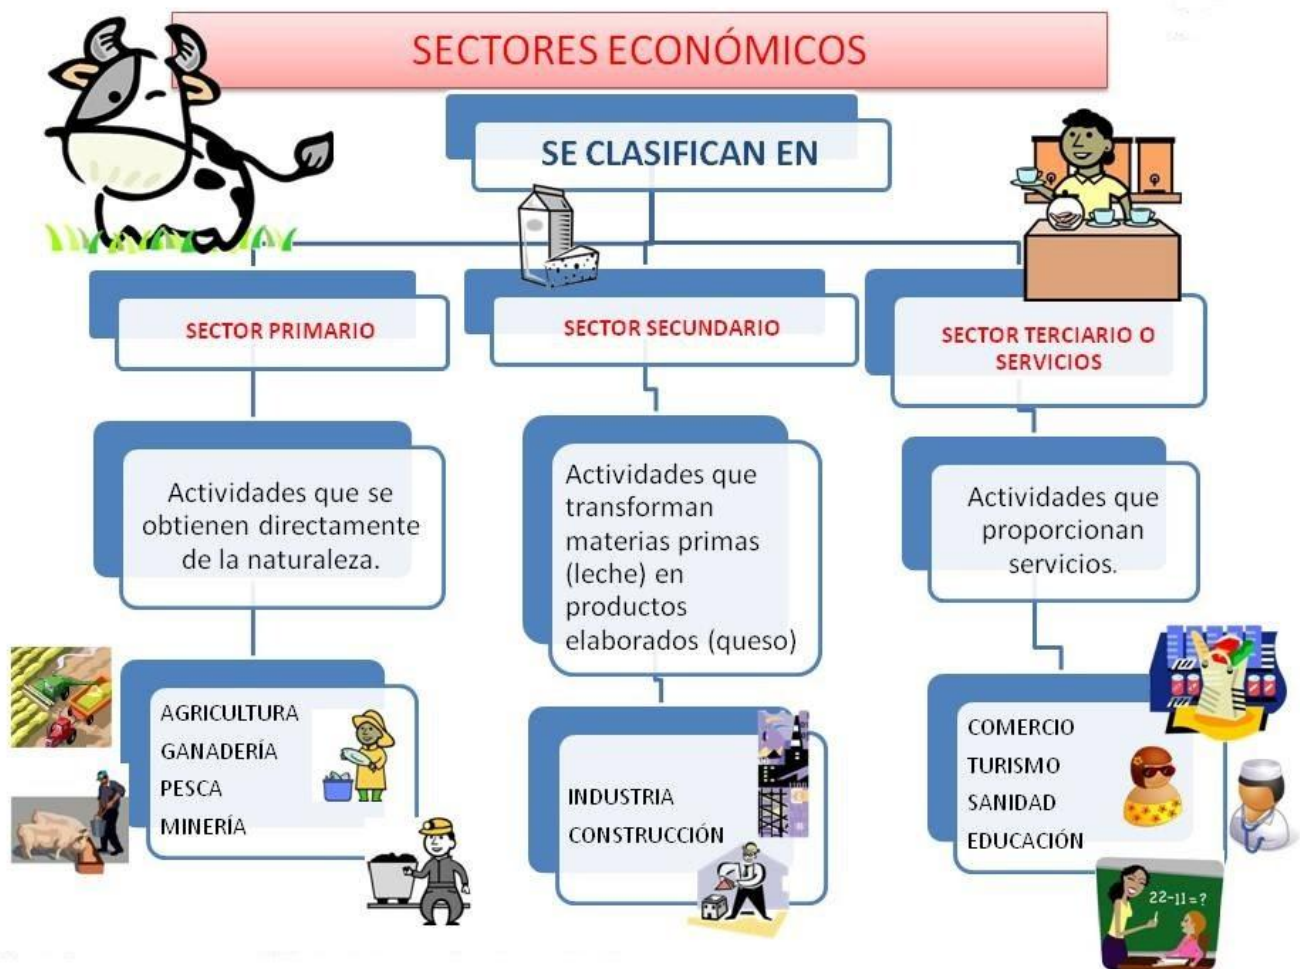 SECTORES ECONÓMICOS
SE CLASIFICAN EN
SECTOR PRIMARIO
SECTOR SECUNDARIO
SECTOR TERCIARIO O
SERVICIOS
Actividades que se
obtienen directamente
de la naturaleza.
Actividades que
transforman
materias primas
(leche) en
productos
elaborados (queso)
Actividades que
proporcionan
servicios.
AGRICULTURA
GANADERÍA
PESCA
MINERÍA
INDUSTRIA
CONSTRUCCIÓN
COMERCIO
TURISMO
SANIDAD
EDUCACIÓN
22-11=?